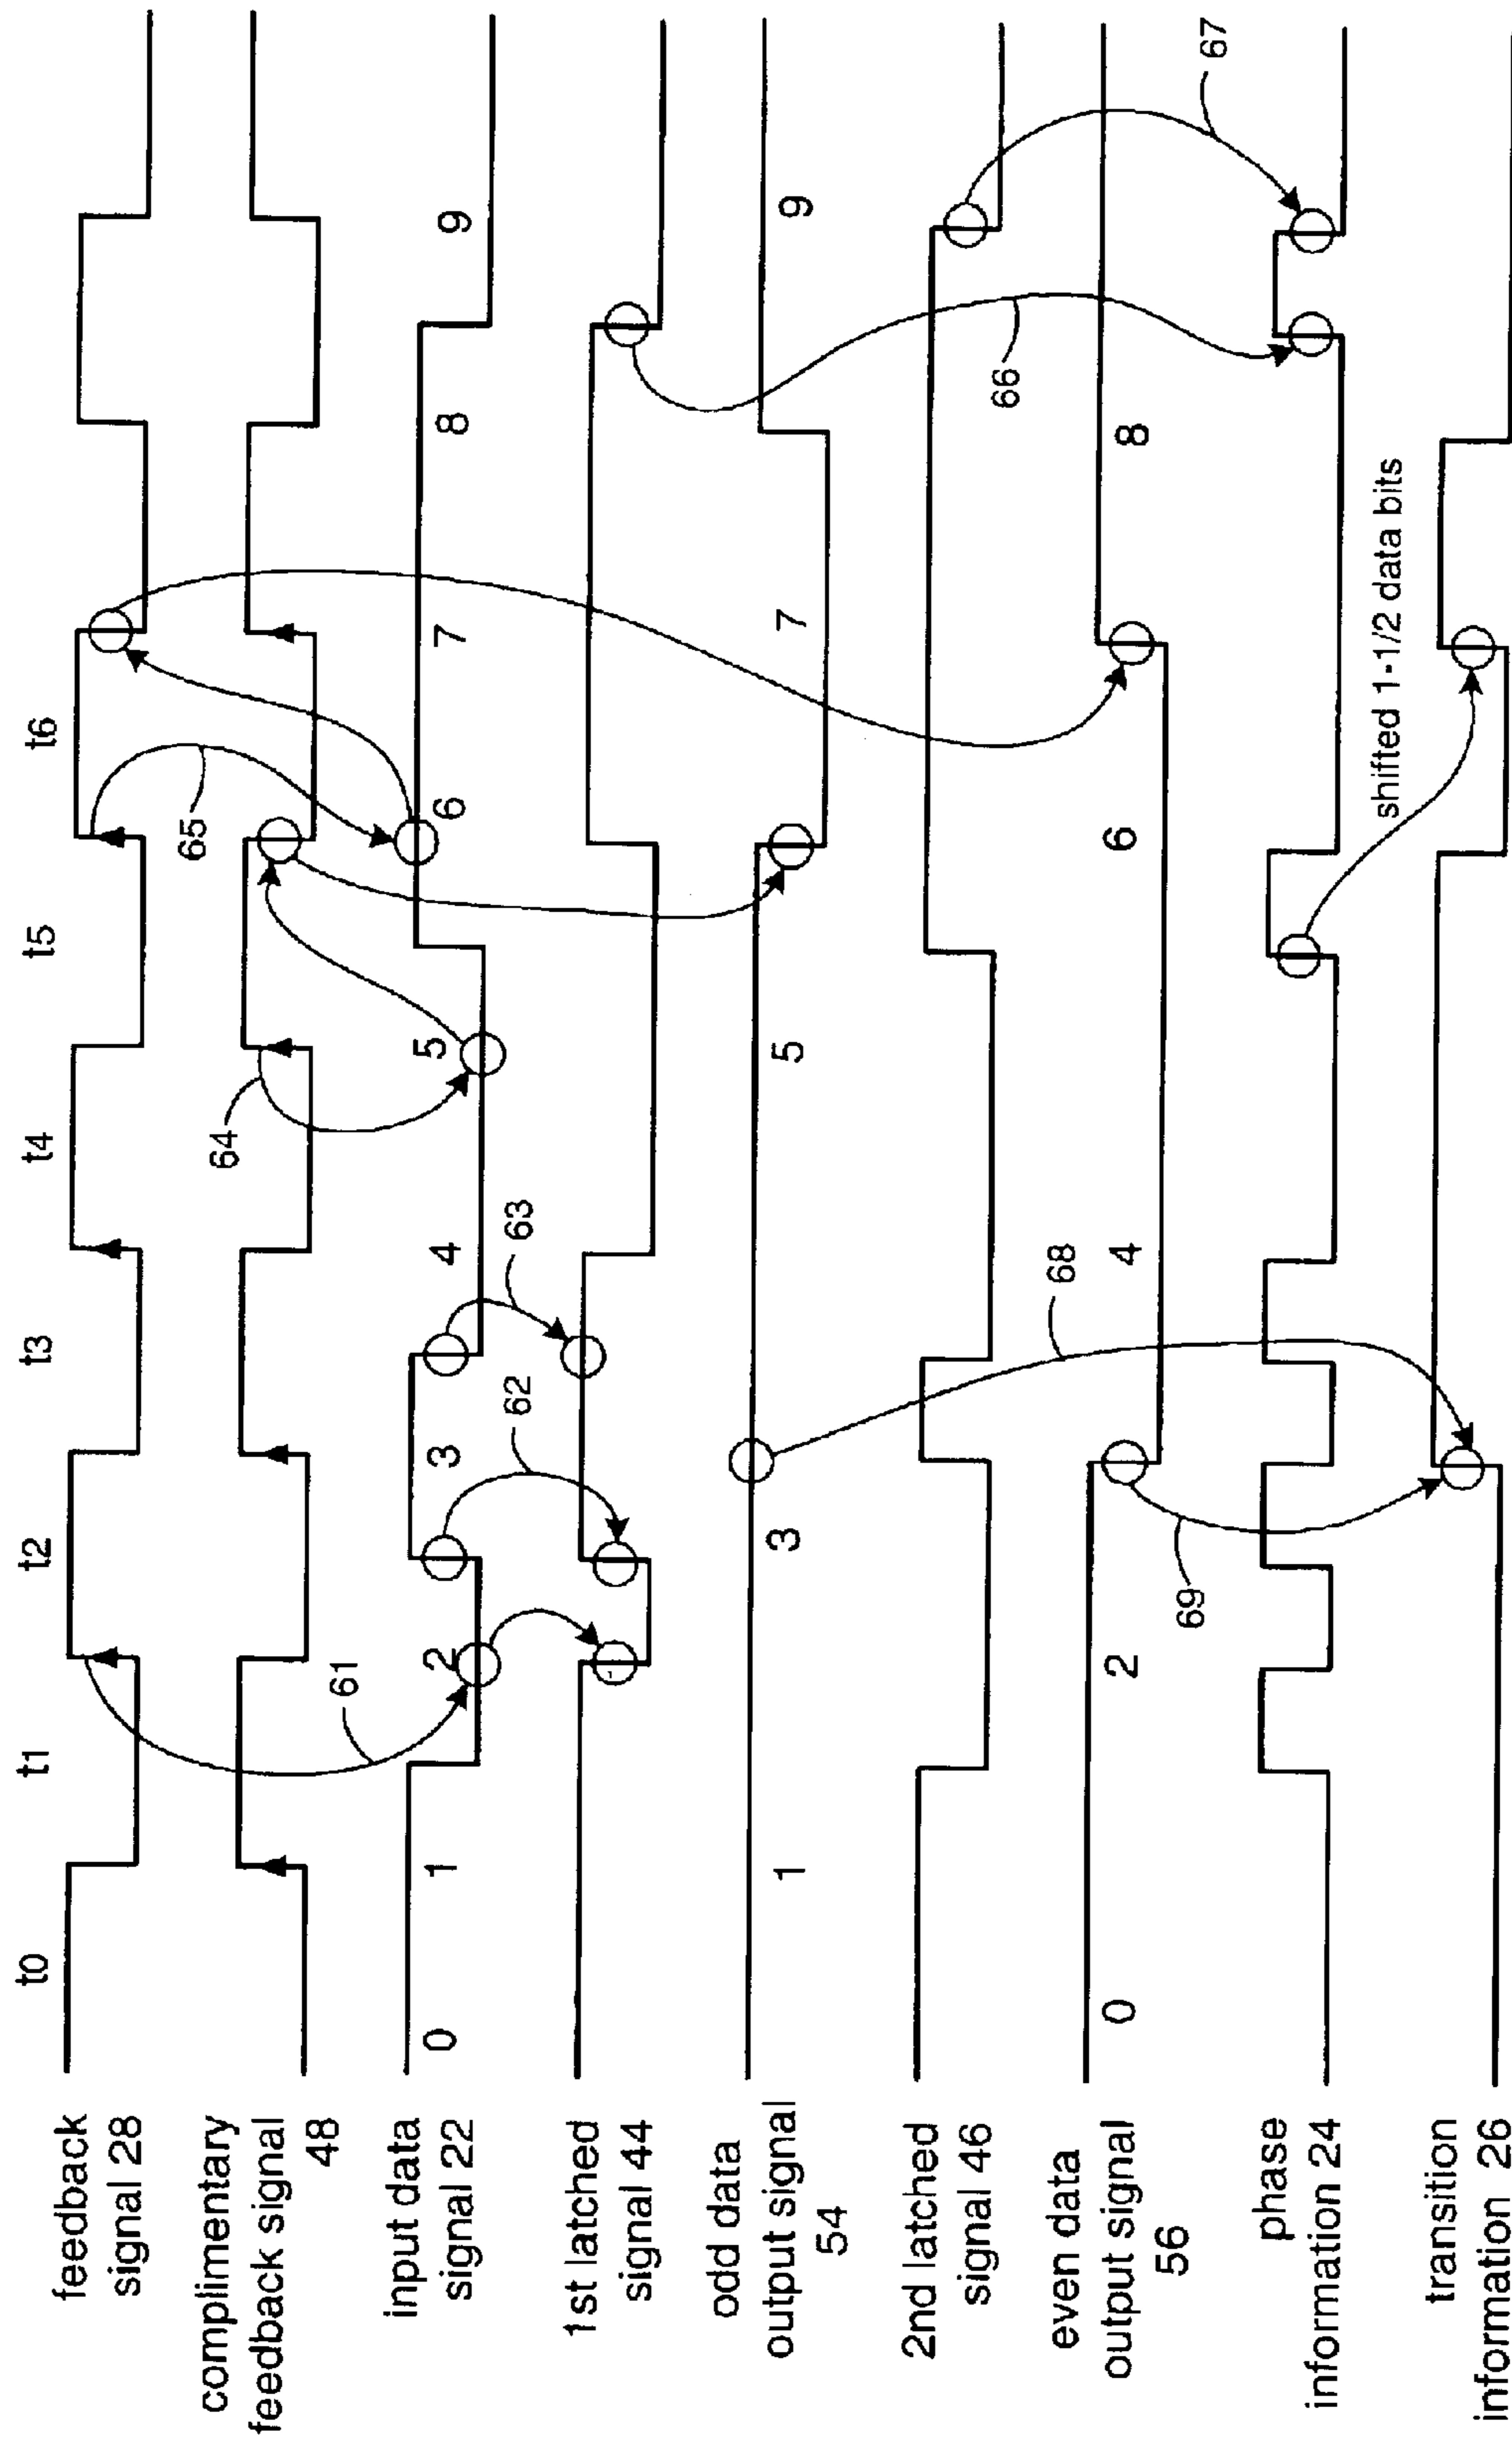 t0 t1 t2 t3 t4 t5 t6
feedback
signal 28
65
complimentary
feedback signal
48
64
input data
signal 22
0 1 2 3 4 5 6 7 8 9
61
62
63
1st latched
signal 44
odd data
output signal
54
1 3 5 7 9
2nd latched
signal 46
66
even data
output signal
56
0 2 4 6 8
68
69
67
phase
information 24
shifted 1-1/2 data bits
transition
information 26